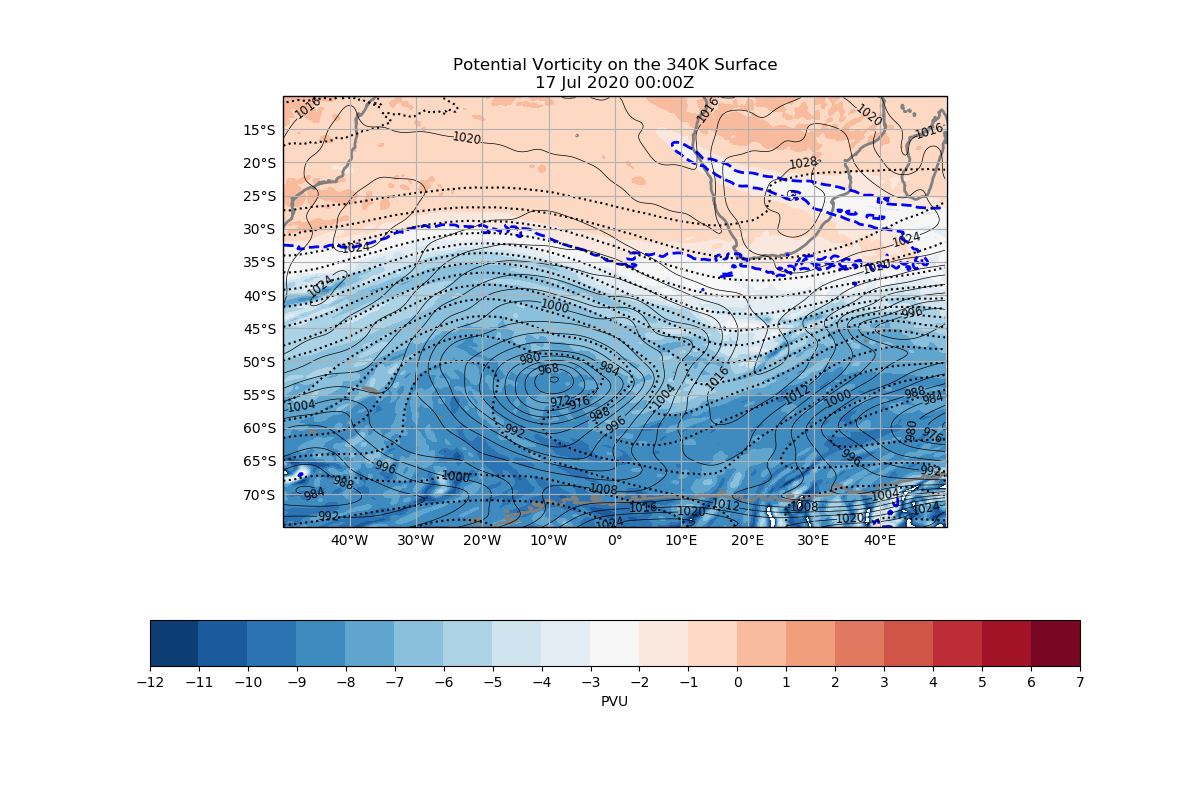 Potential Vorticity on the 340K Surface
17 Jul 2020 00:00Z
1016 1016 1020
15°S 1020 1016
20°S 1028
25°S
30°S
1024 1024
35°S 1020
1024
40°S
1000 996
45°S
50°S 980 984
968 1016
55°S 1004 972 976 1004 1012 1000 988 984
988
60°S 992 996 980 976
65°S 996 996
988 1000 992
70°S 984 1008 1004
1016 1020 1012 1008 1024
992 1024 1020
40°W 30°W 20°W 10°W 0° 10°E 20°E 30°E 40°E
−12 −11 −10 −9 −8 −7 −6 −5 −4 −3 −2 −1 0 1 2 3 4 5 6 7
PVU